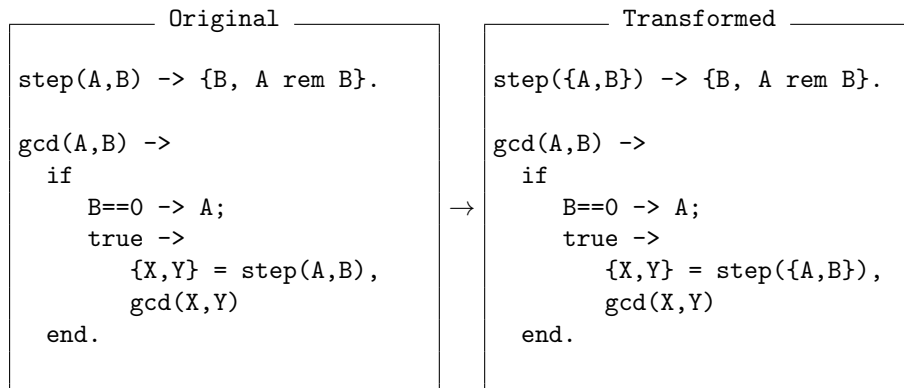 Original
step(A,B) -> {B, A rem B}.
gcd(A,B) ->
if
B==0 -> A;
true ->
{X,Y} = step(A,B),
gcd(X,Y)
end.
→
Transformed
step({A,B}) -> {B, A rem B}.
gcd(A,B) ->
if
B==0 -> A;
true ->
{X,Y} = step({A,B}),
gcd(X,Y)
end.